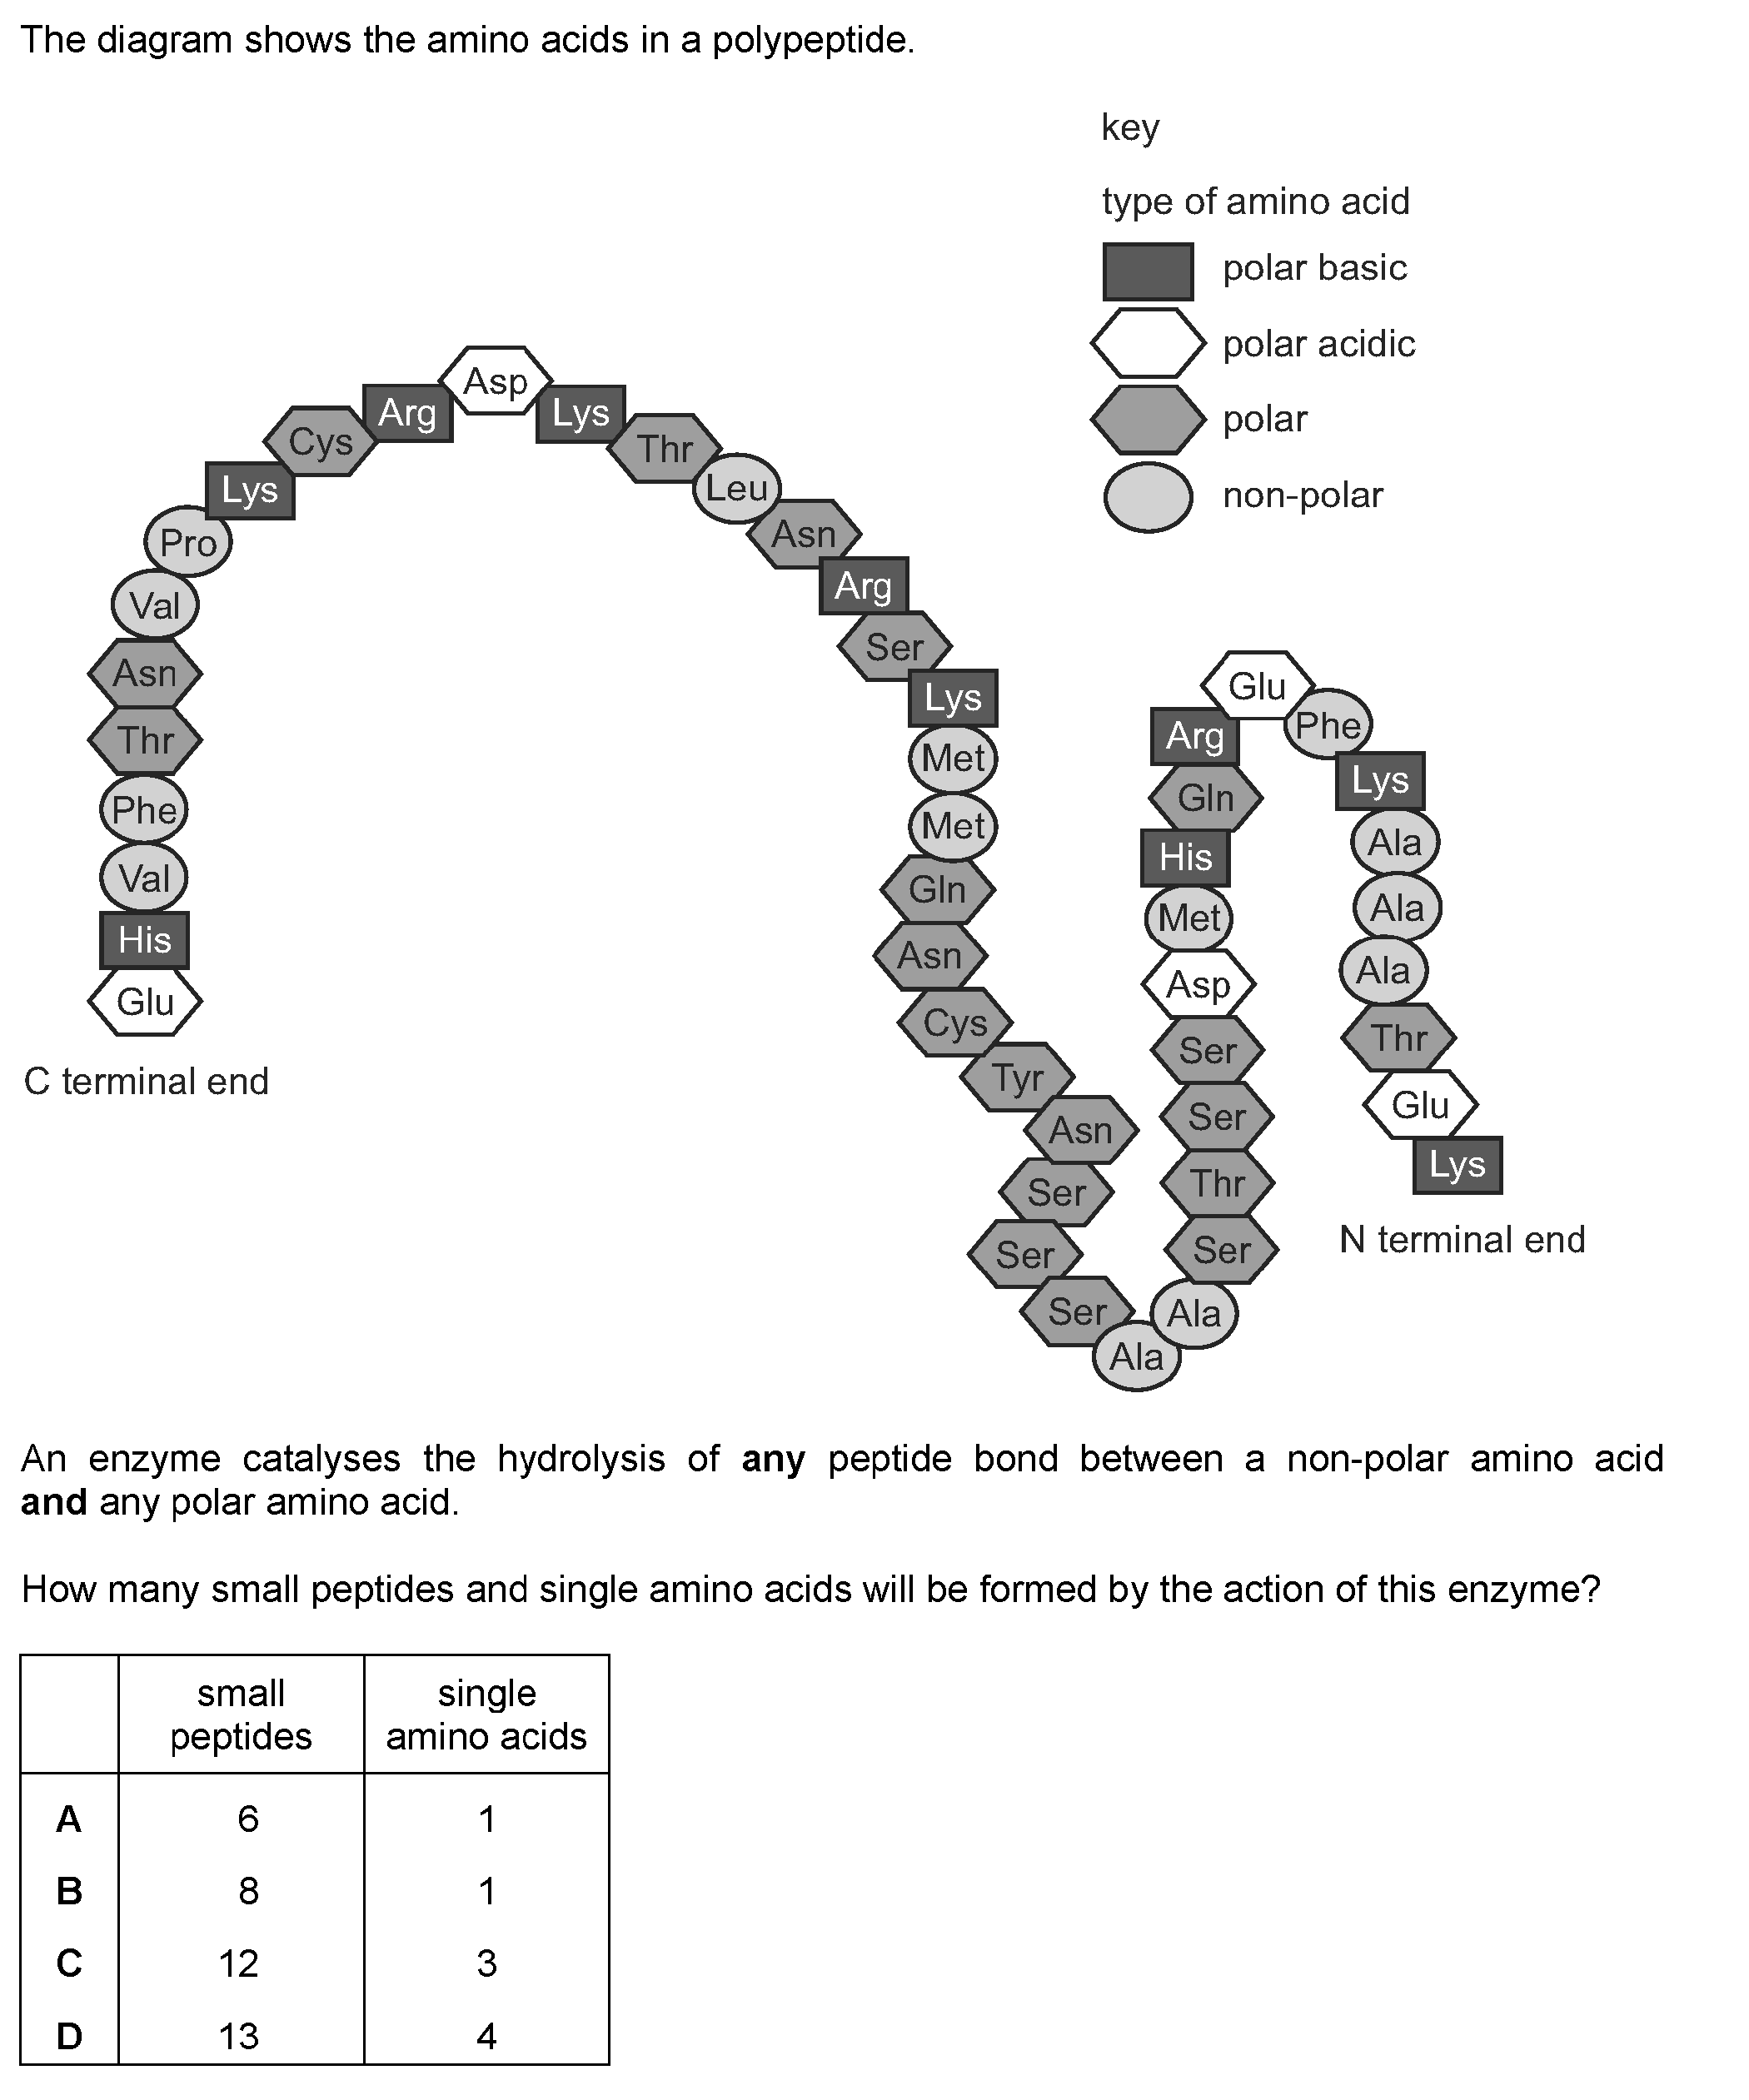 The diagram shows the amino acids in a polypeptide.
key
type of amino acid
polar basic
polar acidic
polar
non-polar
Glu
His
Val
Phe
Thr
Asn
Val
Pro
Lys
Cys
Arg
Asp
Lys
Thr
Leu
Asn
Arg
Ser
Lys
Met
Met
Gln
Asn
Cys
Tyr
Asn
Ser
Ser
Ser
Ala
Ala
Ser
Thr
Ser
Ser
Asp
Met
His
Gln
Arg
Glu
Phe
Lys
Ala
Ala
Ala
Thr
Glu
Lys
C terminal end
N terminal end
An enzyme catalyses the hydrolysis of any peptide bond between a non-polar amino acid
and any polar amino acid.
How many small peptides and single amino acids will be formed by the action of this enzyme?
small peptides single amino acids
A 6 1
B 8 1
C 12 3
D 13 4